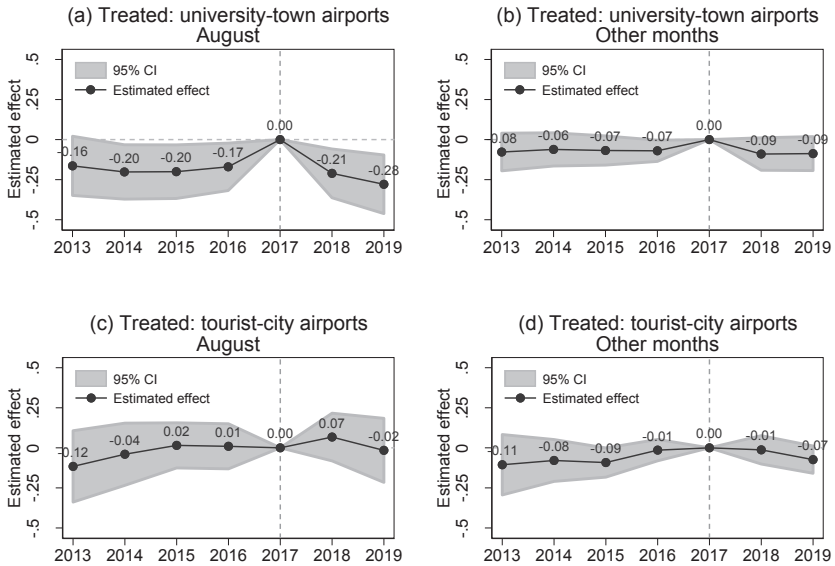 (a) Treated: university-town airports
August
Estimated effect
.5
.25
0
-.25
-.5
95% CI
Estimated effect
-0.16
-0.20
-0.20
-0.17
0.00
-0.21
-0.28
2013 2014 2015 2016 2017 2018 2019
(b) Treated: university-town airports
Other months
Estimated effect
.5
.25
0
-.25
-.5
95% CI
Estimated effect
-0.08
-0.06
-0.07
-0.07
0.00
-0.09
-0.09
2013 2014 2015 2016 2017 2018 2019
(c) Treated: tourist-city airports
August
Estimated effect
.5
.25
0
-.25
-.5
95% CI
Estimated effect
-0.12
-0.04
0.02
0.01
0.00
0.07
-0.02
2013 2014 2015 2016 2017 2018 2019
(d) Treated: tourist-city airports
Other months
Estimated effect
.5
.25
0
-.25
-.5
95% CI
Estimated effect
-0.11
-0.08
-0.09
-0.01
0.00
-0.01
-0.07
2013 2014 2015 2016 2017 2018 2019